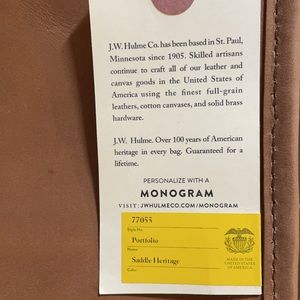 J.W. Hulme Co. has been based in St. Paul,
Minnesota since 1905. Skilled artisans
continue to craft all of our leather and
canvas goods in the United States of
America using the finest full-grain
leathers, cotton canvases, and solid brass
hardware.
J.W. Hulme. Over 100 years of American
heritage in every bag. Guaranteed for a
lifetime.
PERSONALIZE WITH A
MONOGRAM
VISIT: JWHULMECO.COM/MONOGRAM
77055
Style No.
Portfolio
Name
Saddle Heritage
Color
MADE IN THE
UNITED STATES
OF AMERICA